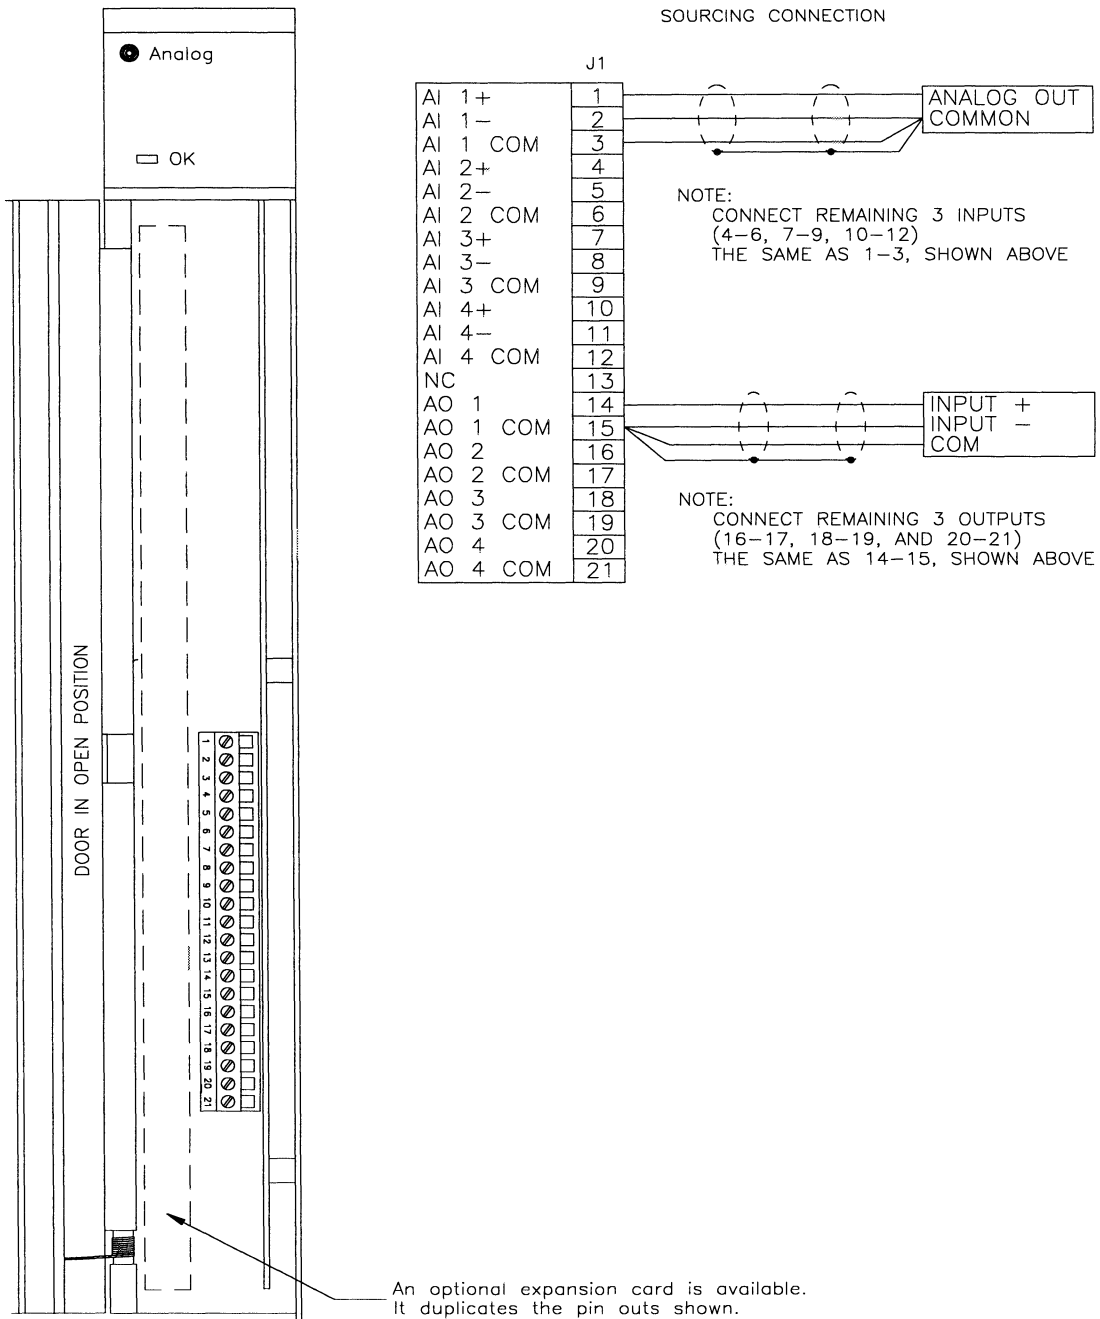 SOURCING CONNECTION
Analog
OK
J1
AI 1+ 1
AI 1- 2
AI 1 COM 3
AI 2+ 4
AI 2- 5
AI 2 COM 6
AI 3+ 7
AI 3- 8
AI 3 COM 9
AI 4+ 10
AI 4- 11
AI 4 COM 12
NC 13
AO 1 14
AO 1 COM 15
AO 2 16
AO 2 COM 17
AO 3 18
AO 3 COM 19
AO 4 20
AO 4 COM 21
ANALOG OUT
COMMON
NOTE:
CONNECT REMAINING 3 INPUTS
(4-6, 7-9, 10-12)
THE SAME AS 1-3, SHOWN ABOVE
INPUT +
INPUT -
COM
NOTE:
CONNECT REMAINING 3 OUTPUTS
(16-17, 18-19, AND 20-21)
THE SAME AS 14-15, SHOWN ABOVE
DOOR IN OPEN POSITION
1
2
3
4
5
6
7
8
9
10
11
12
13
14
15
16
17
18
19
20
21
An optional expansion card is available.
It duplicates the pin outs shown.